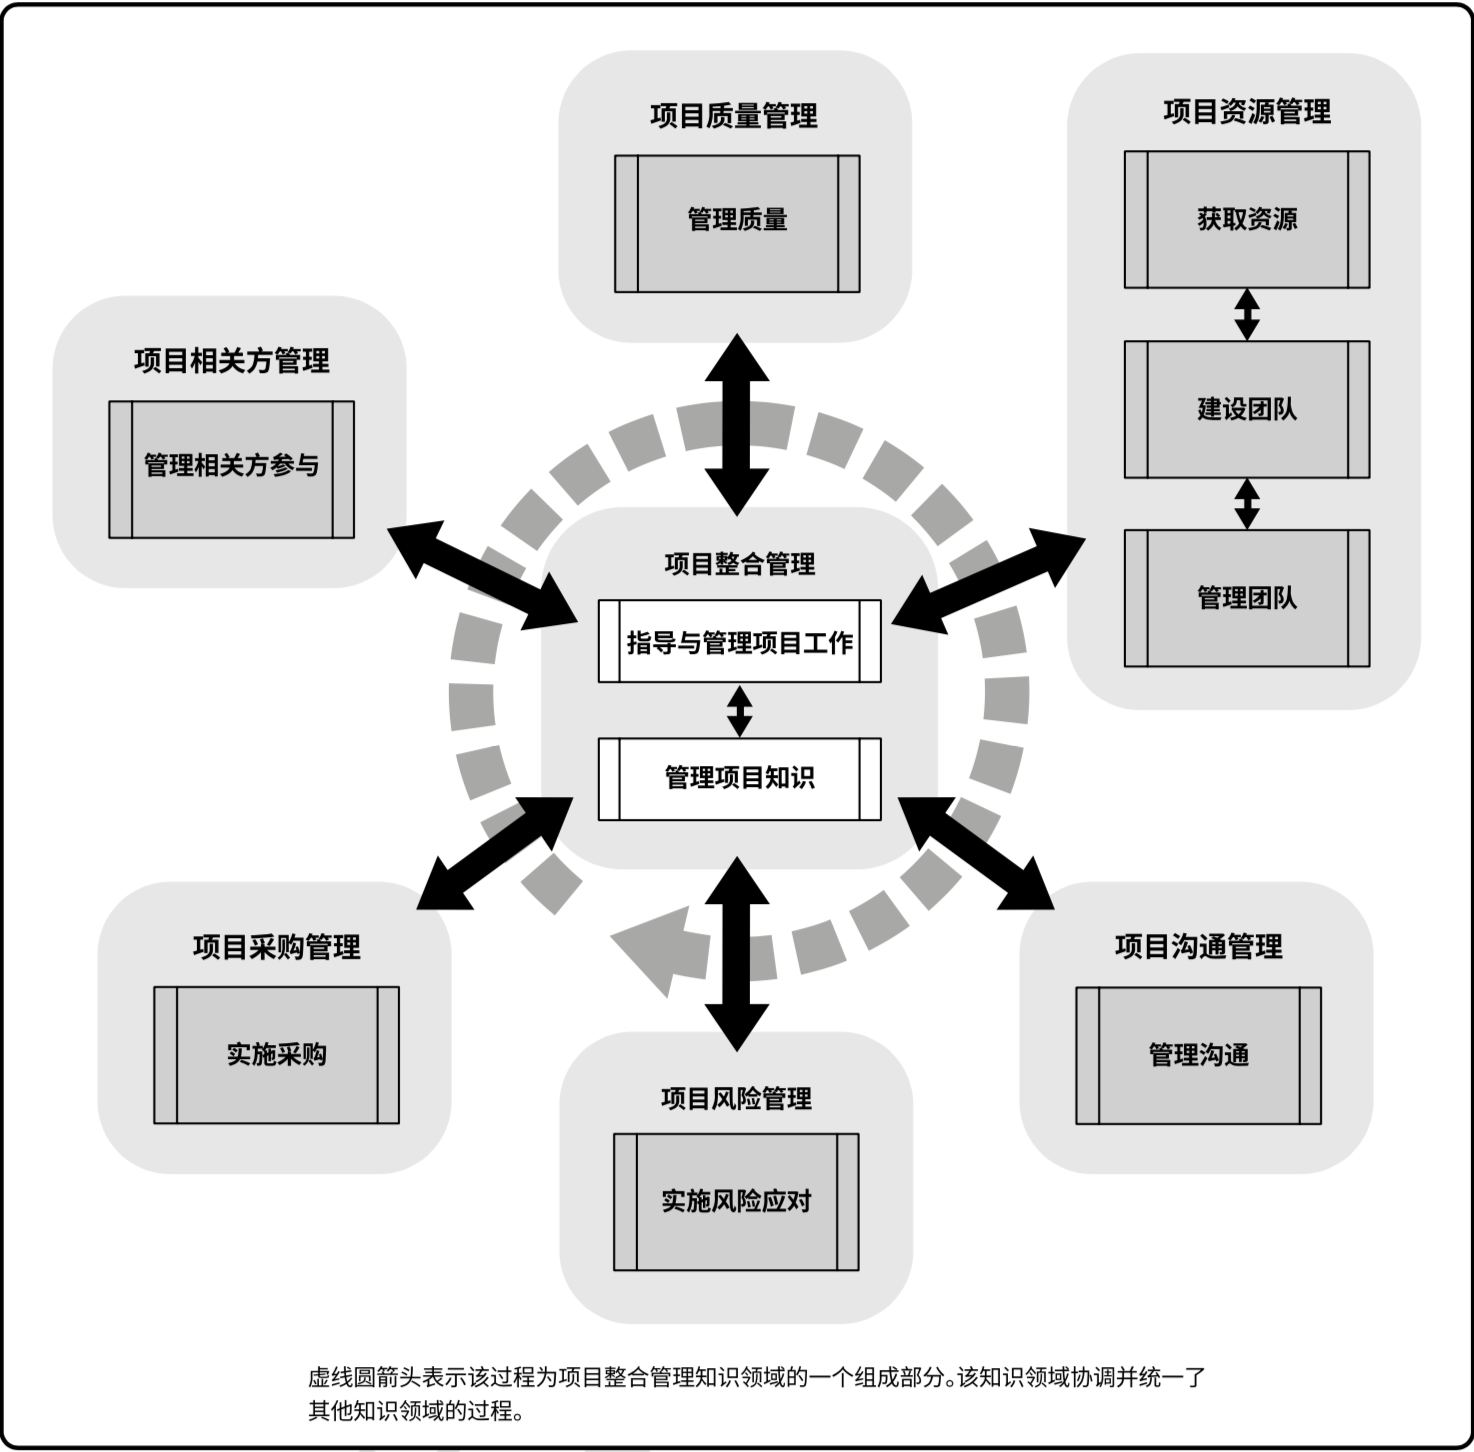 项目质量管理
管理质量
项目资源管理
获取资源
建设团队
管理团队
项目相关方管理
管理相关方参与
项目整合管理
指导与管理项目工作
管理项目知识
项目采购管理
实施采购
项目沟通管理
管理沟通
项目风险管理
实施风险应对
虚线圆箭头表示该过程为项目整合管理知识领域的一个组成部分。该知识领域协调并统一了
其他知识领域的过程。